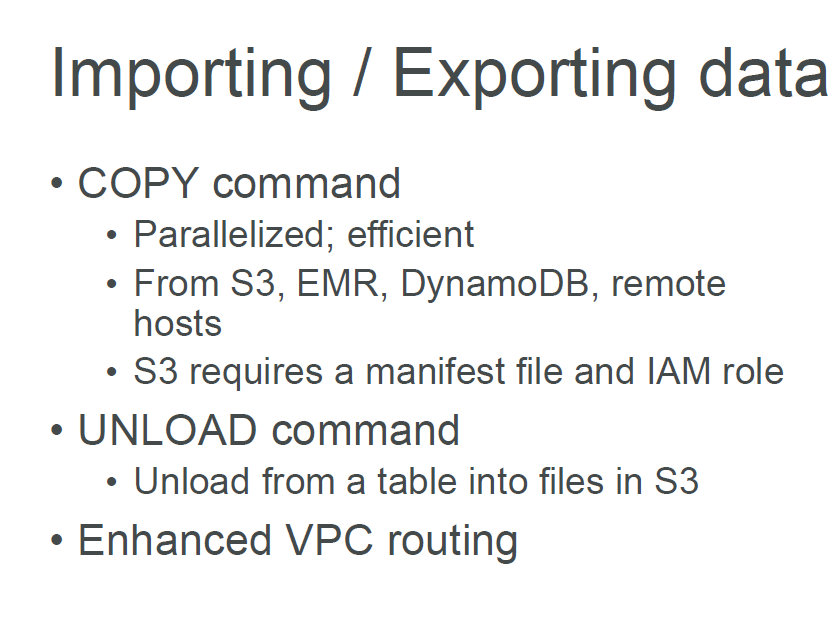 Importing / Exporting data
• COPY command
• Parallelized; efficient
• From S3, EMR, DynamoDB, remote
hosts
• S3 requires a manifest file and IAM role
• UNLOAD command
• Unload from a table into files in S3
• Enhanced VPC routing